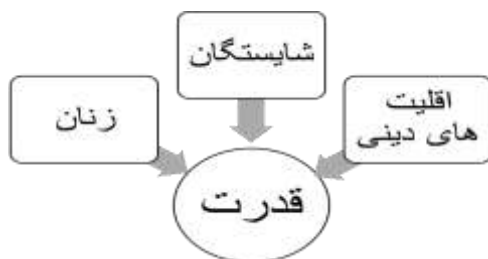 شایستگان
اقلیت
های دینی
زنان
قدرت